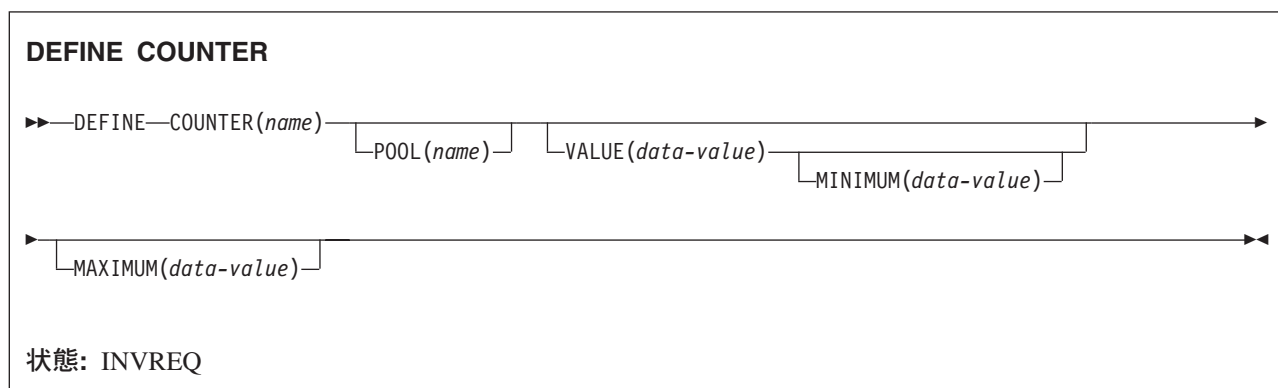 DEFINE COUNTER
DEFINE COUNTER(name)
POOL(name)
VALUE(data-value)
MINIMUM(data-value)
MAXIMUM(data-value)
状態: INVREQ